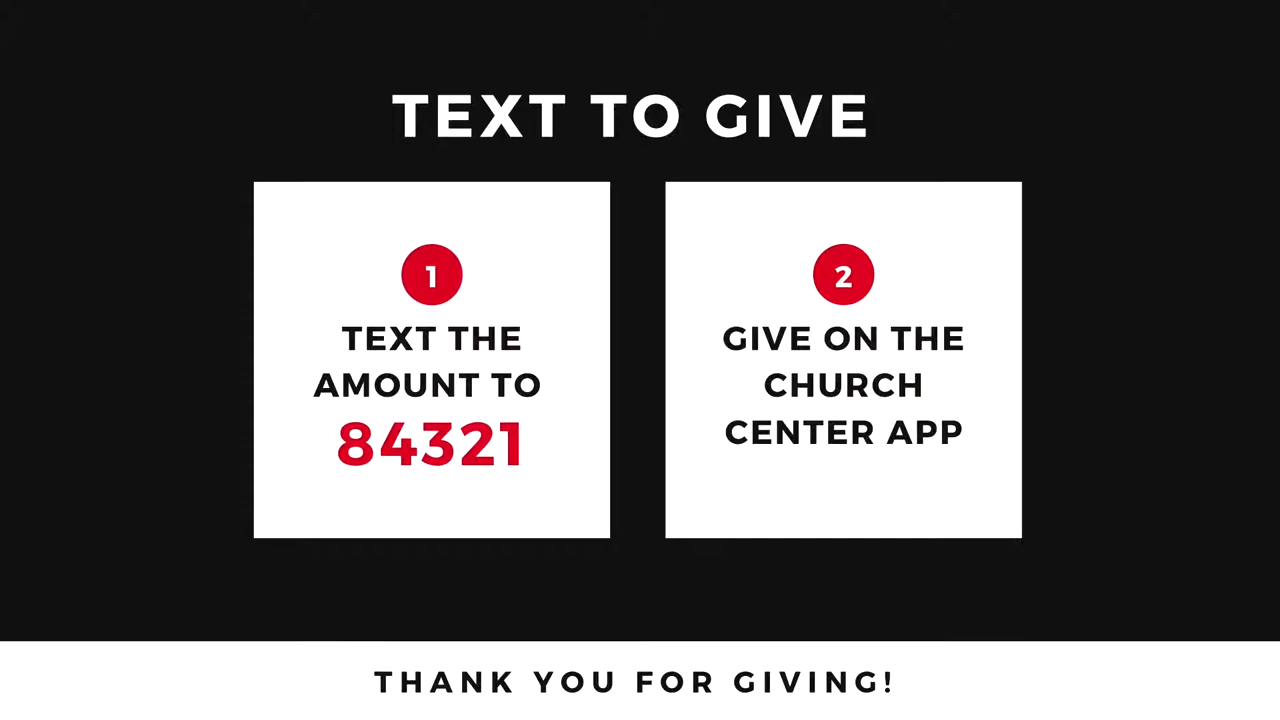 TEXT TO GIVE
1
TEXT THE
AMOUNT TO
84321
2
GIVE ON THE
CHURCH
CENTER APP
THANK YOU FOR GIVING!